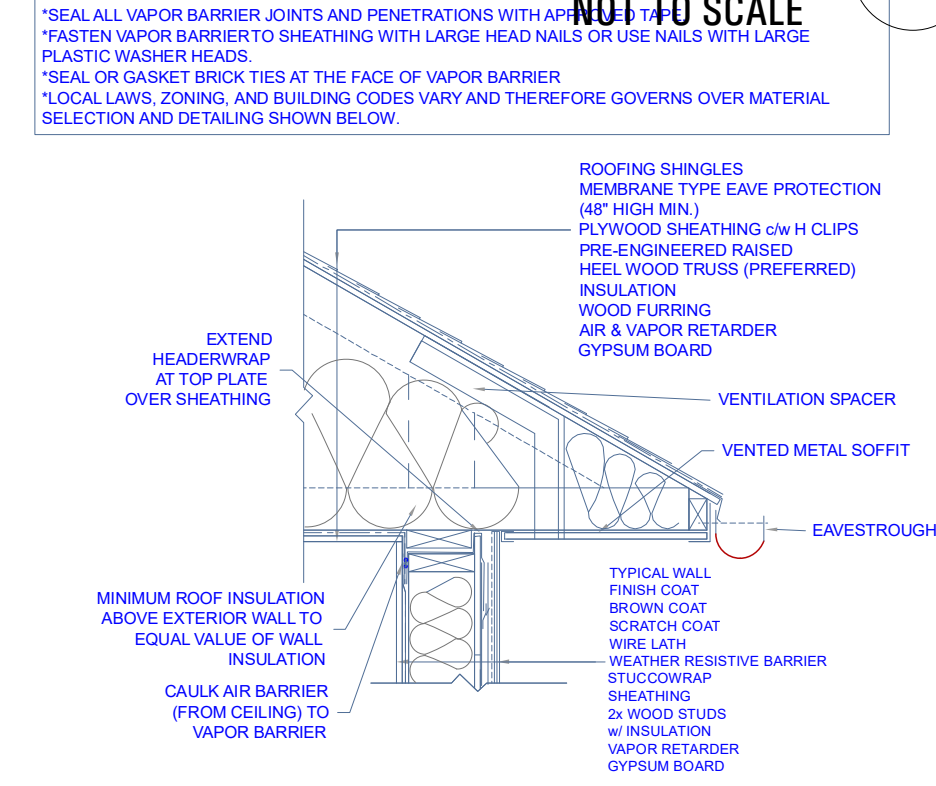 *SEAL ALL VAPOR BARRIER JOINTS AND PENETRATIONS WITH APPROVED TAPE.
NOT TO SCALE
*FASTEN VAPOR BARRIER TO SHEATHING WITH LARGE HEAD NAILS OR USE NAILS WITH LARGE
PLASTIC WASHER HEADS.
*SEAL OR GASKET BRICK TIES AT THE FACE OF VAPOR BARRIER
*LOCAL LAWS, ZONING, AND BUILDING CODES VARY AND THEREFORE GOVERNS OVER MATERIAL
SELECTION AND DETAILING SHOWN BELOW.
ROOFING SHINGLES
MEMBRANE TYPE EAVE PROTECTION
(48" HIGH MIN.)
PLYWOOD SHEATHING c/w H CLIPS
PRE-ENGINEERED RAISED
HEEL WOOD TRUSS (PREFERRED)
INSULATION
WOOD FURRING
AIR & VAPOR RETARDER
GYPSUM BOARD
EXTEND
HEADERWRAP
AT TOP PLATE
OVER SHEATHING
VENTILATION SPACER
VENTED METAL SOFFIT
EAVESTROUGH
MINIMUM ROOF INSULATION
ABOVE EXTERIOR WALL TO
EQUAL VALUE OF WALL
INSULATION
CAULK AIR BARRIER
(FROM CEILING) TO
VAPOR BARRIER
TYPICAL WALL
FINISH COAT
BROWN COAT
SCRATCH COAT
WIRE LATH
WEATHER RESISTIVE BARRIER
STUCCOWRAP
SHEATHING
2x WOOD STUDS
w/ INSULATION
VAPOR RETARDER
GYPSUM BOARD